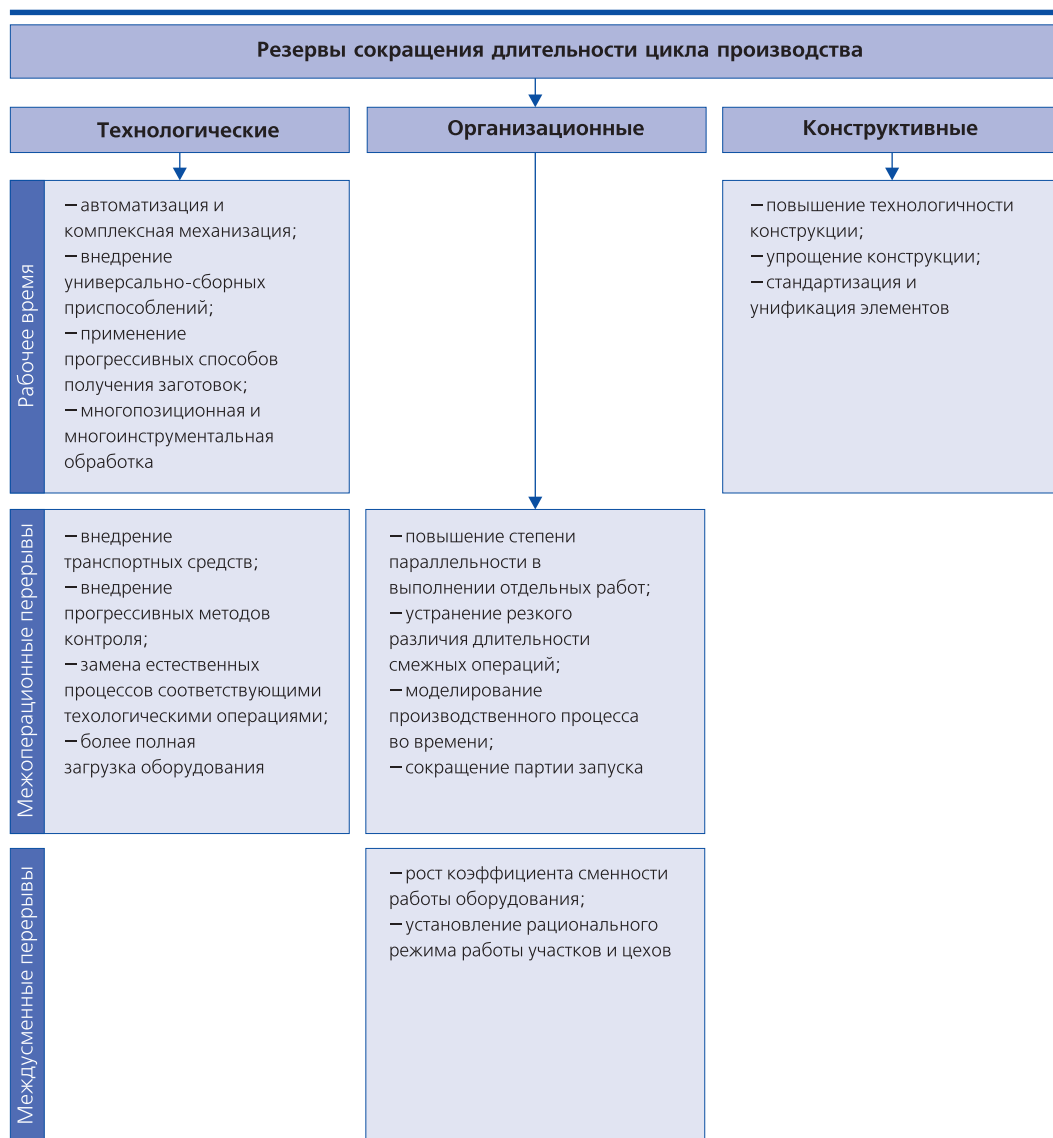 Резервы сокращения длительности цикла производства
Технологические
Организационные
Конструктивные
Рабочее время
— автоматизация и
комплексная механизация;
— внедрение
универсально-сборных
приспособлений;
— применение
прогрессивных способов
получения заготовок;
— многопозиционная и
многоинструментальная
обработка
— повышение технологичности
конструкции;
— упрощение конструкции;
— стандартизация и
унификация элементов
Межоперационные перерывы
— внедрение
транспортных средств;
— внедрение
прогрессивных методов
контроля;
— замена естественных
процессов соответствующими
техологическими операциями;
— более полная
загрузка оборудования
— повышение степени
параллельности в
выполнении отдельных работ;
— устранение резкого
различия длительности
смежных операций;
— моделирование
производственного процесса
во времени;
— сокращение партии запуска
Междусменные перерывы
— рост коэффициента сменности
работы оборудования;
— установление рационального
режима работы участков и цехов